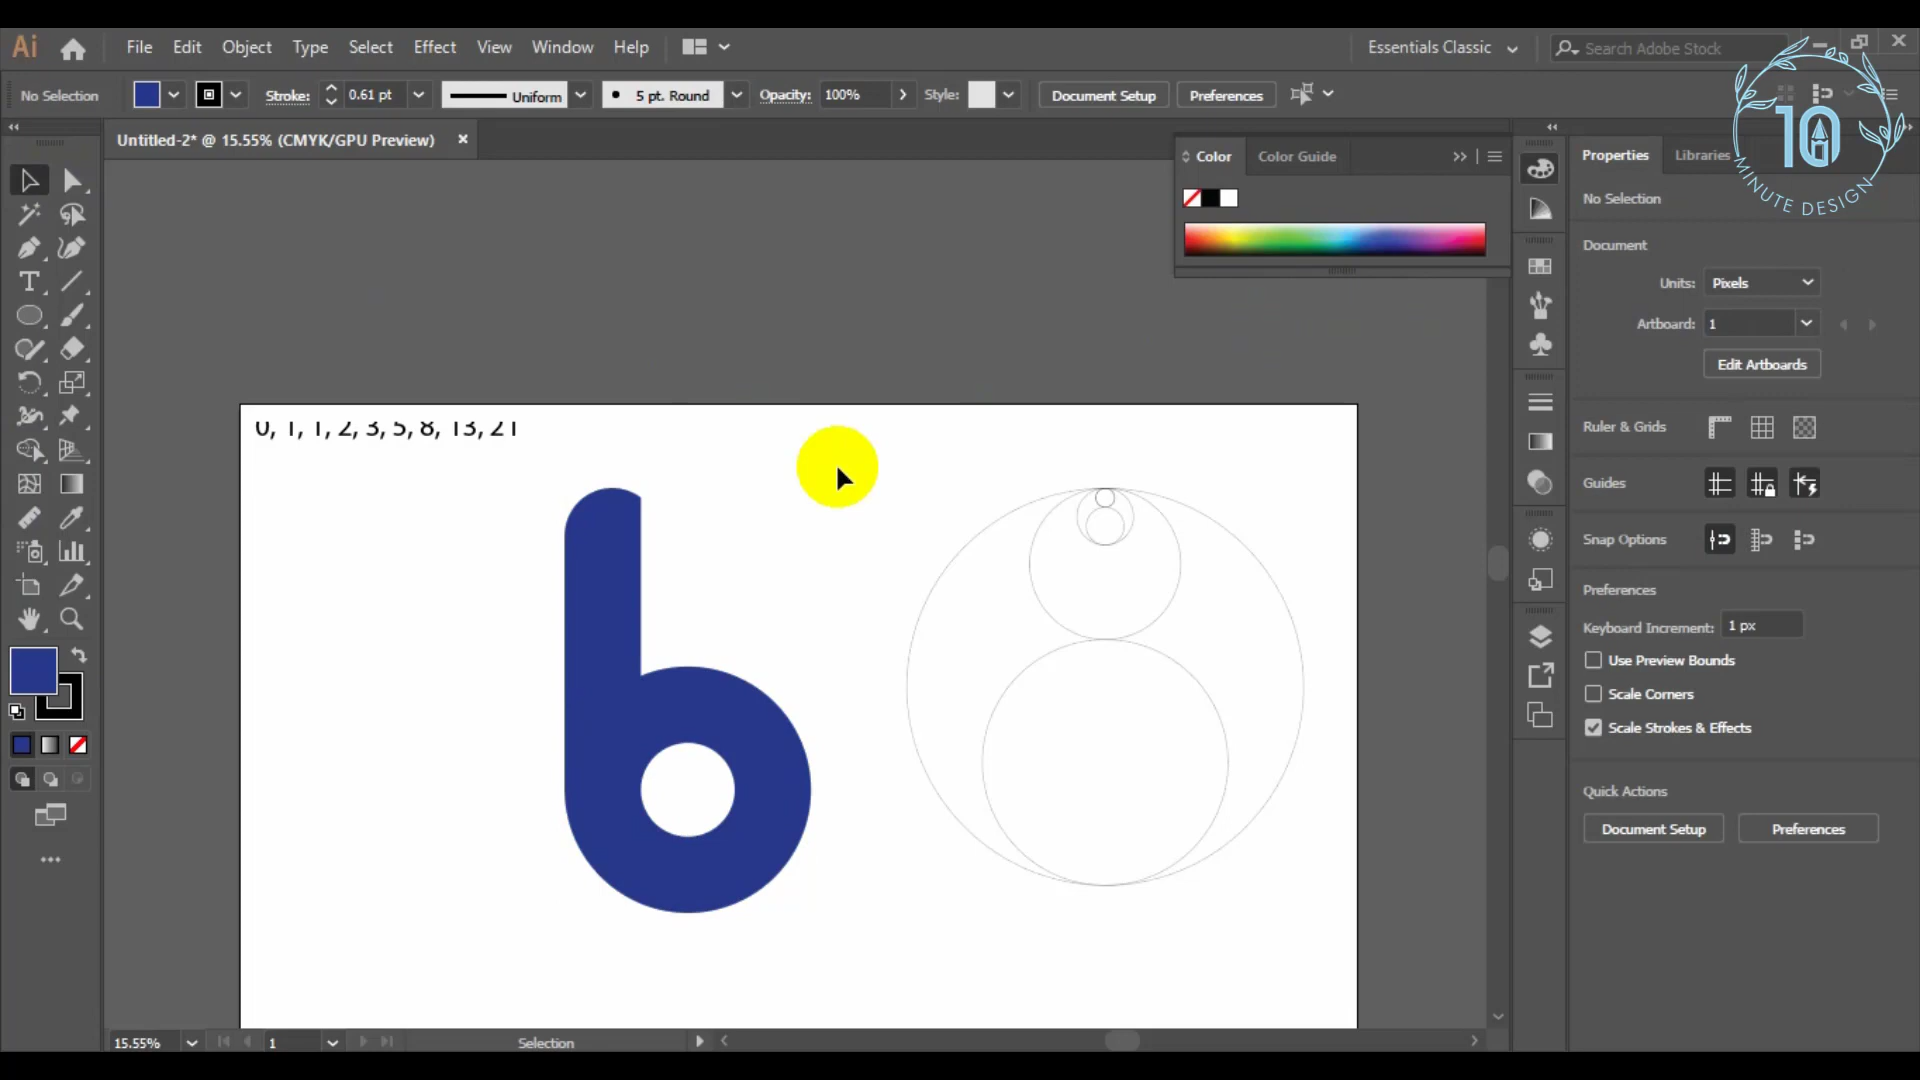 Ai File Edit Object Type Select Effect View Window Help Essentials Classic Search Adobe Stock
No Selection Stroke: 0.61 pt Uniform 5 pt. Round Opacity: 100% Style: Document Setup Preferences
10
MINUTE DESIGN
Untitled-2* @ 15.55% (CMYK/GPU Preview)
Color Color Guide
Properties Libraries
No Selection
Document
Units: Pixels
Artboard: 1
Edit Artboards
0, 1, 1, 2, 3, 5, 8, 13, 21
b
Ruler & Grids
Guides
Snap Options
Preferences
Keyboard Increment: 1 px
Use Preview Bounds
Scale Corners
Scale Strokes & Effects
Quick Actions
Document Setup Preferences
15.55% 1 Selection